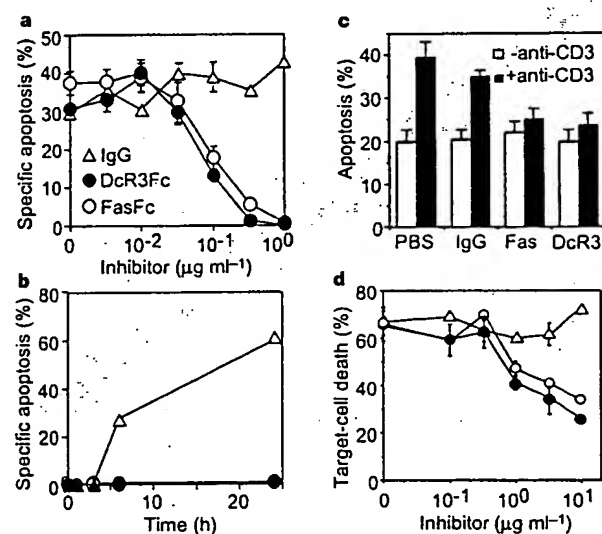 a
Specific apoptosis (%)
50
40
30
20
10
0
IgG
DcR3Fc
FasFc
0 10⁻² 10⁻¹ 10⁰
Inhibitor (µg ml⁻¹)
b
Specific apoptosis (%)
80
60
40
20
0
0 10 20
Time (h)
c
Apoptosis (%)
40
30
20
10
0
-anti-CD3
+anti-CD3
PBS IgG Fas DcR3
d
Target-cell death (%)
80
60
40
20
0
0 10⁻¹ 10⁰ 10¹
Inhibitor (µg ml⁻¹)